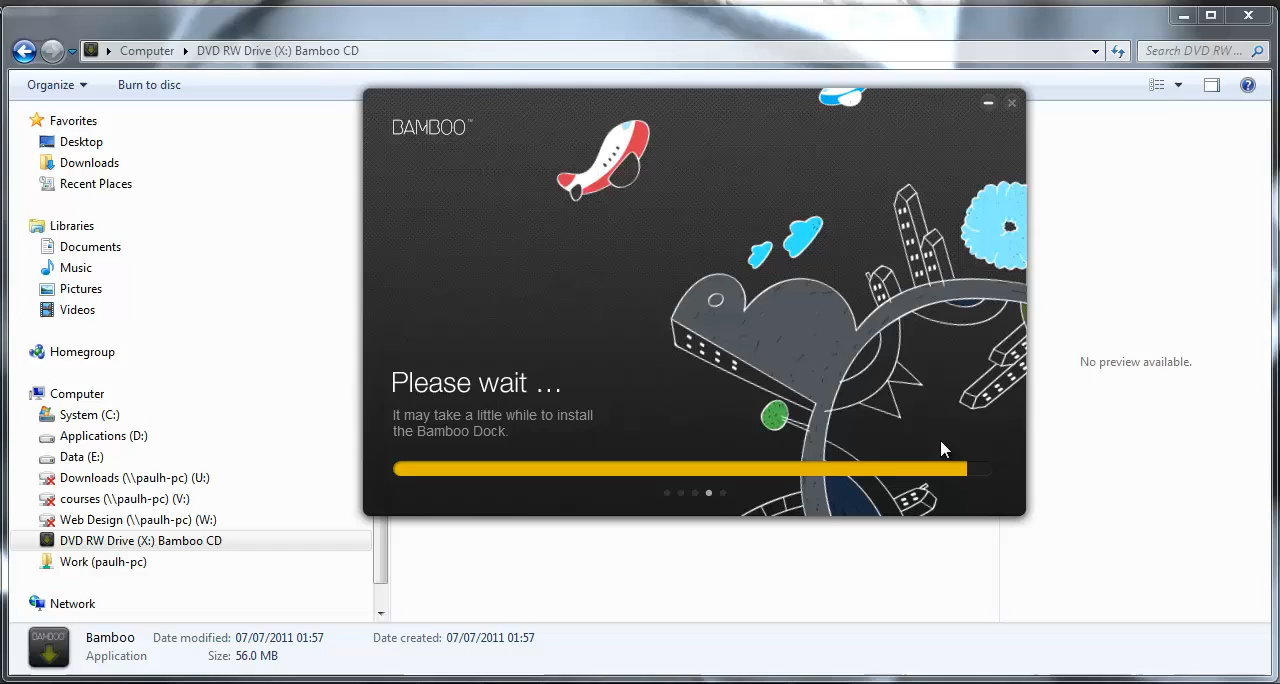 Computer DVD RW Drive (X:) Bamboo CD
Search DVD RW ...
Organize Burn to disc
Favorites
Desktop
Downloads
Recent Places
Libraries
Documents
Music
Pictures
Videos
Homegroup
Computer
System (C:)
Applications (D:)
Data (E:)
Downloads (\\paulh-pc) (U:)
courses (\\paulh-pc) (V:)
Web Design (\\paulh-pc) (W:)
DVD RW Drive (X:) Bamboo CD
Work (paulh-pc)
Network
BAMBOO™
Please wait ...
It may take a little while to install
the Bamboo Dock.
No preview available.
BAMBOO
Bamboo Date modified: 07/07/2011 01:57 Date created: 07/07/2011 01:57
Application Size: 56.0 MB